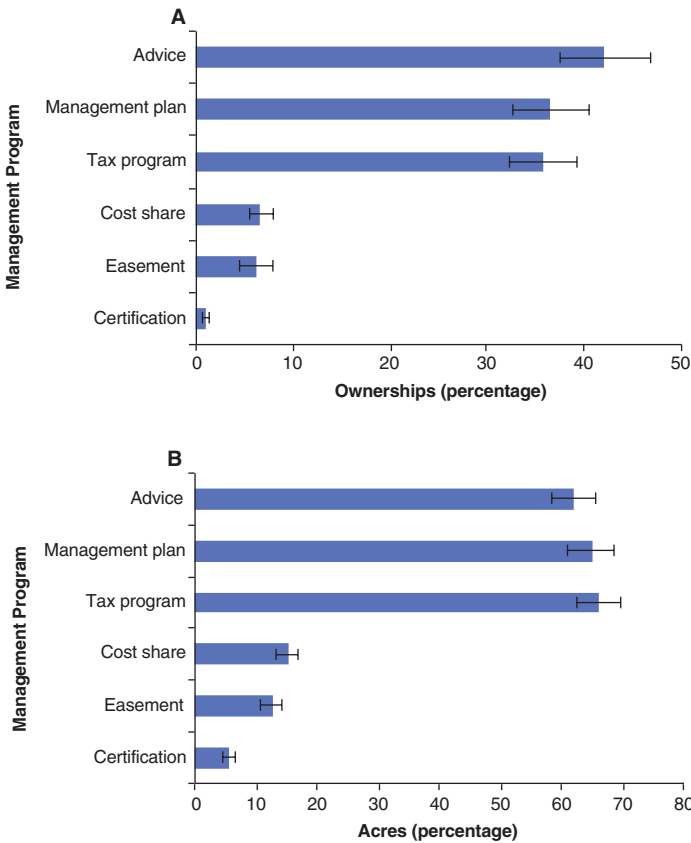 A
Management Program
Advice
Management plan
Tax program
Cost share
Easement
Certification
0 10 20 30 40 50
Ownerships (percentage)
B
Management Program
Advice
Management plan
Tax program
Cost share
Easement
Certification
0 10 20 30 40 50 60 70 80
Acres (percentage)